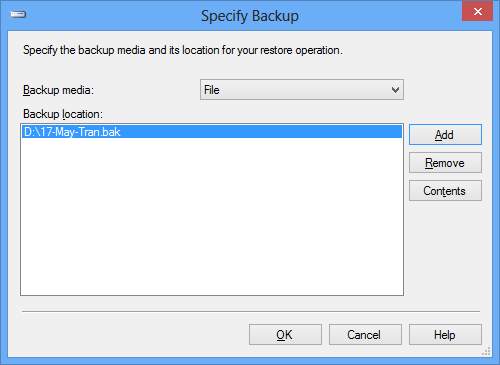 Specify Backup
Specify the backup media and its location for your restore operation.
Backup media: File
Backup location:
D:\17-May-Tran.bak
Add
Remove
Contents
OK Cancel Help